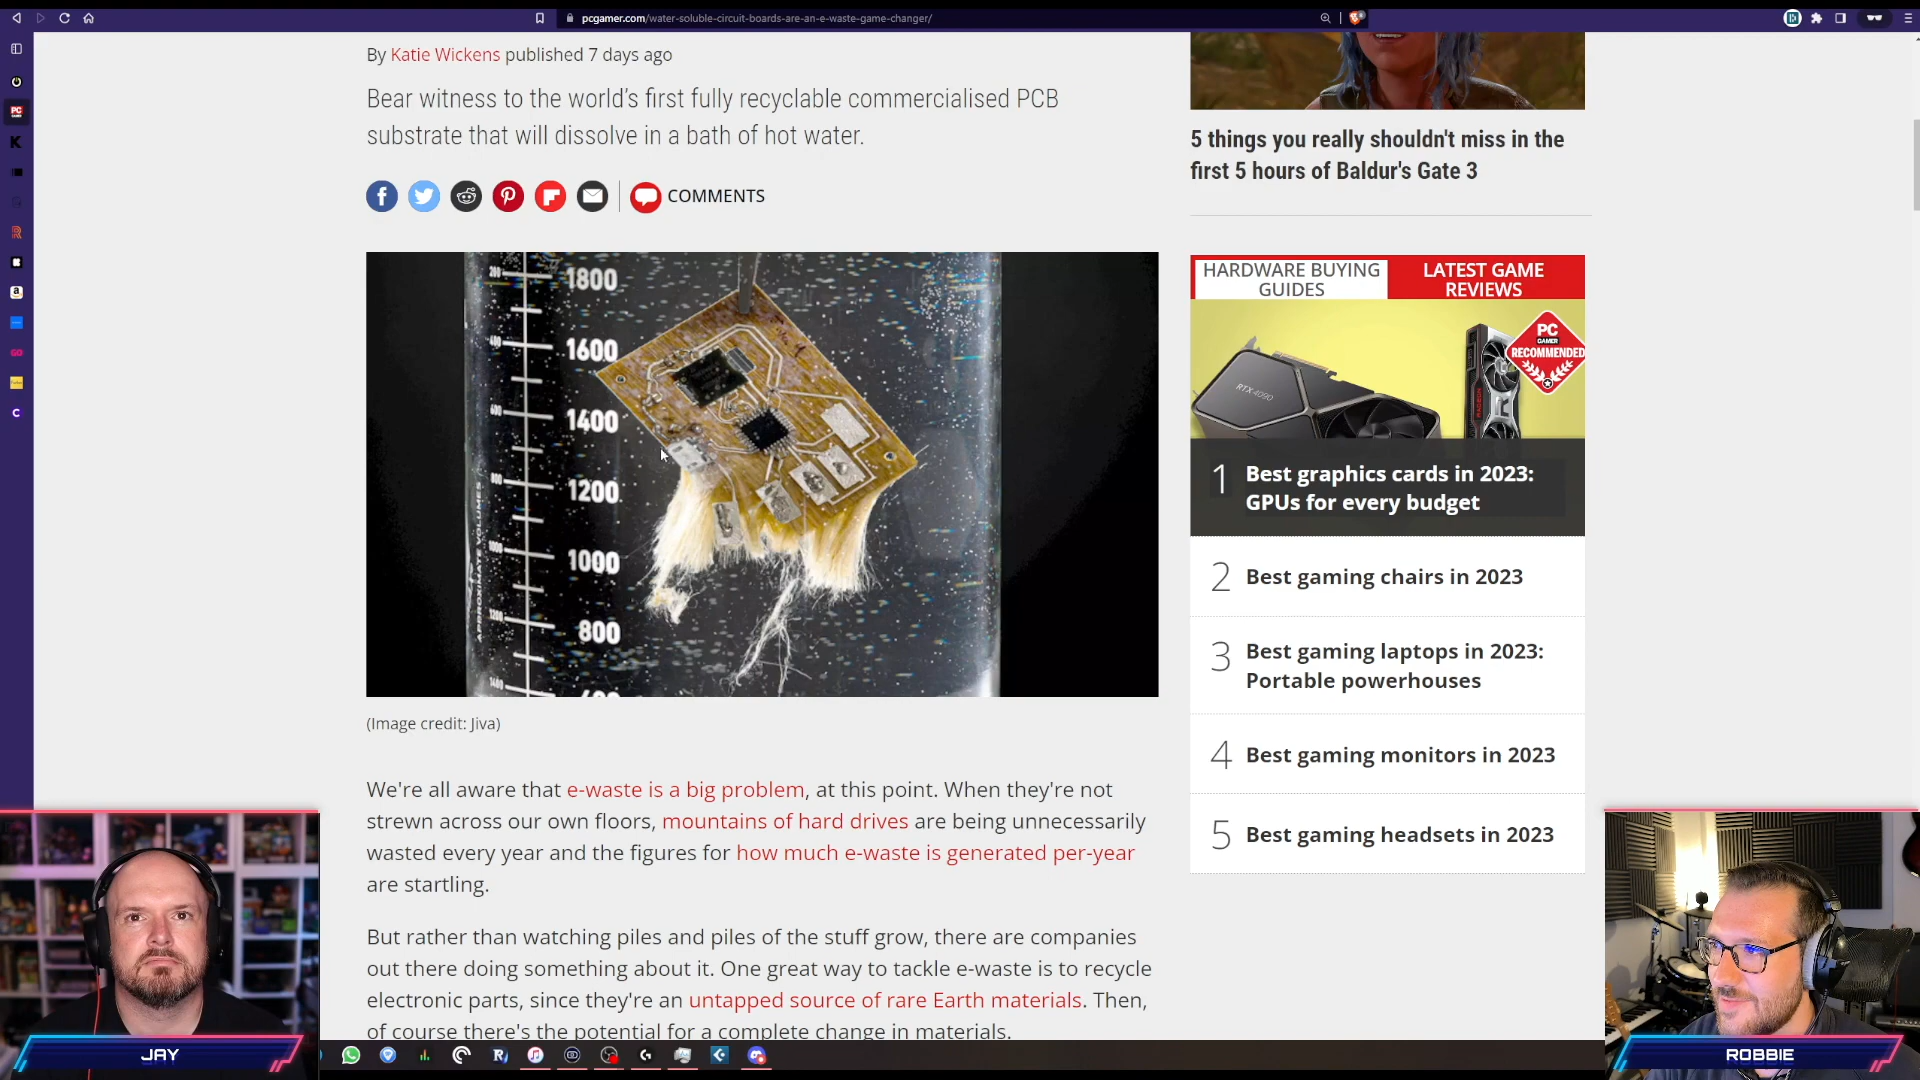 pcgamer.com/water-soluble-circuit-boards-are-an-e-waste-game-changer/
By Katie Wickens published 7 days ago
Bear witness to the world's first fully recyclable commercialised PCB
substrate that will dissolve in a bath of hot water.
COMMENTS
1800
1600
1400
1200
1000
800
APPROXIMATE VOLUMES
(Image credit: Jiva)
We're all aware that e-waste is a big problem, at this point. When they're not
strewn across our own floors, mountains of hard drives are being unnecessarily
wasted every year and the figures for how much e-waste is generated per-year
are startling.
But rather than watching piles and piles of the stuff grow, there are companies
out there doing something about it. One great way to tackle e-waste is to recycle
electronic parts, since they're an untapped source of rare Earth materials. Then,
of course there's the potential for a complete change in materials.
5 things you really shouldn't miss in the
first 5 hours of Baldur's Gate 3
HARDWARE BUYING
GUIDES
LATEST GAME
REVIEWS
RTX 4090
RADEON
PC
GAMER
RECOMMENDED
1 Best graphics cards in 2023:
GPUs for every budget
2 Best gaming chairs in 2023
3 Best gaming laptops in 2023:
Portable powerhouses
4 Best gaming monitors in 2023
5 Best gaming headsets in 2023
JAY
ROBBIE